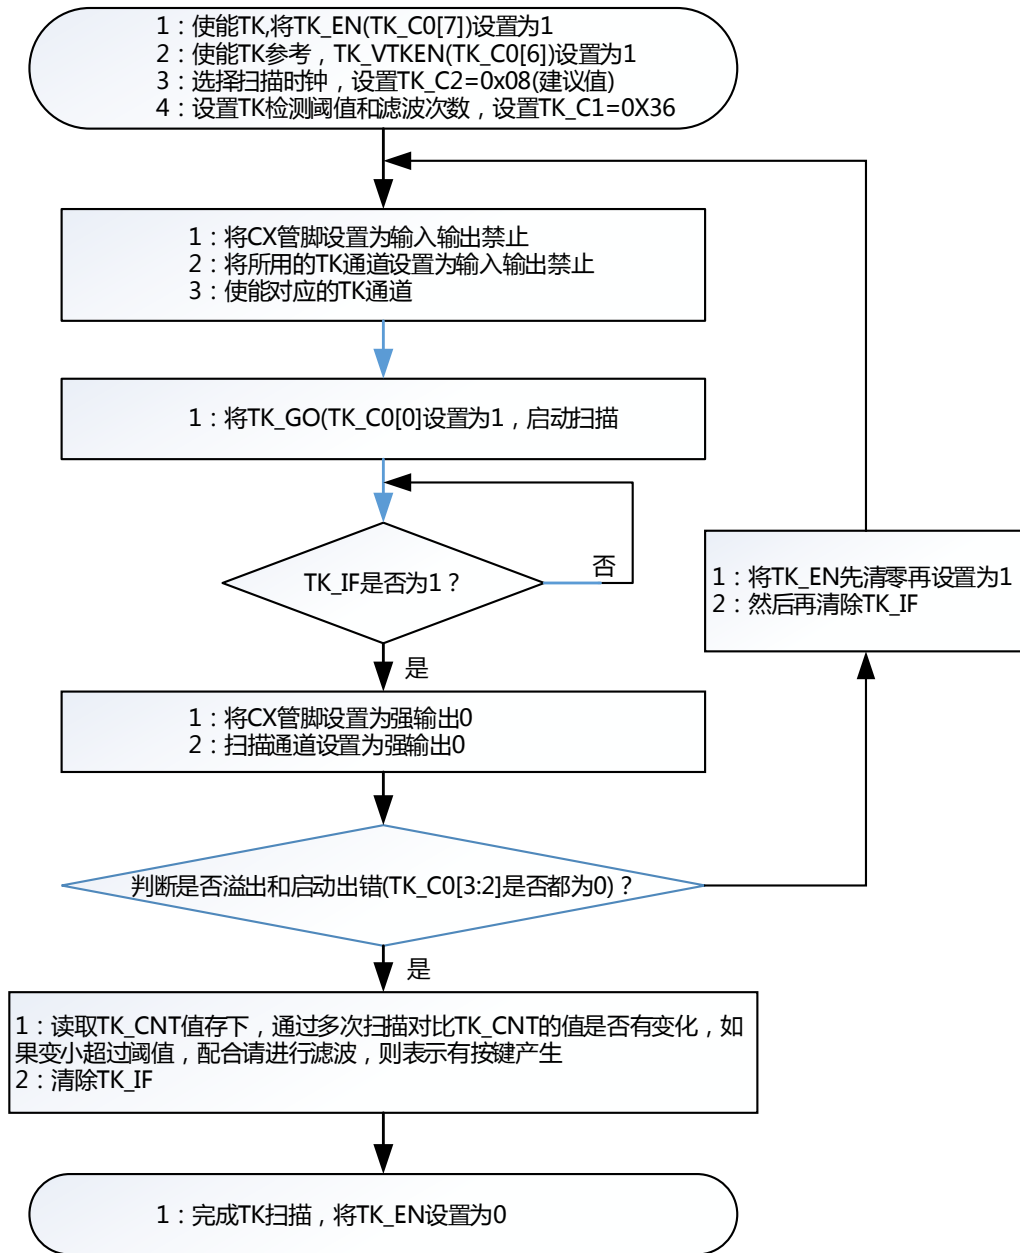 1：使能TK,将TK_EN(TK_C0[7])设置为1
2：使能TK参考，TK_VTKEN(TK_C0[6])设置为1
3：选择扫描时钟，设置TK_C2=0x08(建议值)
4：设置TK检测阈值和滤波次数，设置TK_C1=0X36
1：将CX管脚设置为输入输出禁止
2：将所用的TK通道设置为输入输出禁止
3：使能对应的TK通道
1：将TK_GO(TK_C0[0]设置为1，启动扫描
TK_IF是否为1？
否
1：将TK_EN先清零再设置为1
2：然后再清除TK_IF
是
1：将CX管脚设置为强输出0
2：扫描通道设置为强输出0
判断是否溢出和启动出错(TK_C0[3:2]是否都为0)？
是
1：读取TK_CNT值存下，通过多次扫描对比TK_CNT的值是否有变化，如
果变小超过阈值，配合请进行滤波，则表示有按键产生
2：清除TK_IF
1：完成TK扫描，将TK_EN设置为0